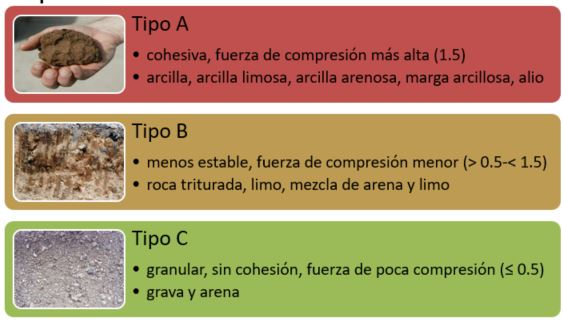 Tipo A
• cohesiva, fuerza de compresión más alta (1.5)
• arcilla, arcilla limosa, arcilla arenosa, marga arcillosa, alio
Tipo B
• menos estable, fuerza de compresión menor (> 0.5-< 1.5)
• roca triturada, limo, mezcla de arena y limo
Tipo C
• granular, sin cohesión, fuerza de poca compresión (≤ 0.5)
• grava y arena